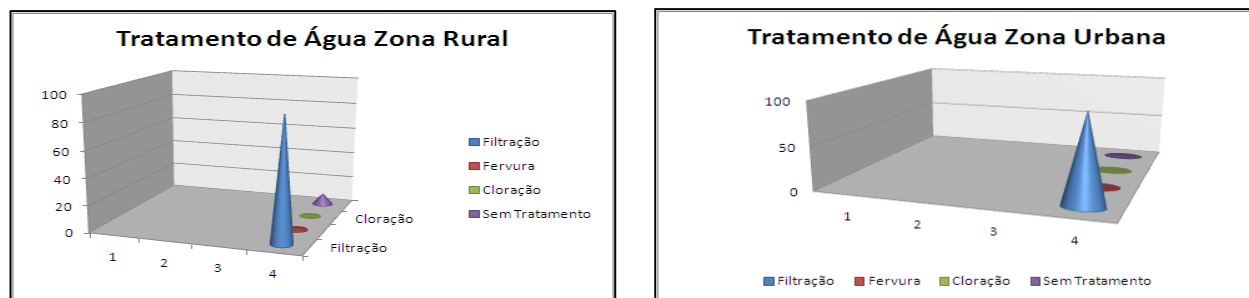 Tratamento de Água Zona Rural
100
80
60
40
20
0
1
2
3
4
Cloração
Filtração
Filtração
Fervura
Cloração
Sem Tratamento
Tratamento de Água Zona Urbana
100
50
0
1
2
3
4
Filtração Fervura Cloração Sem Tratamento